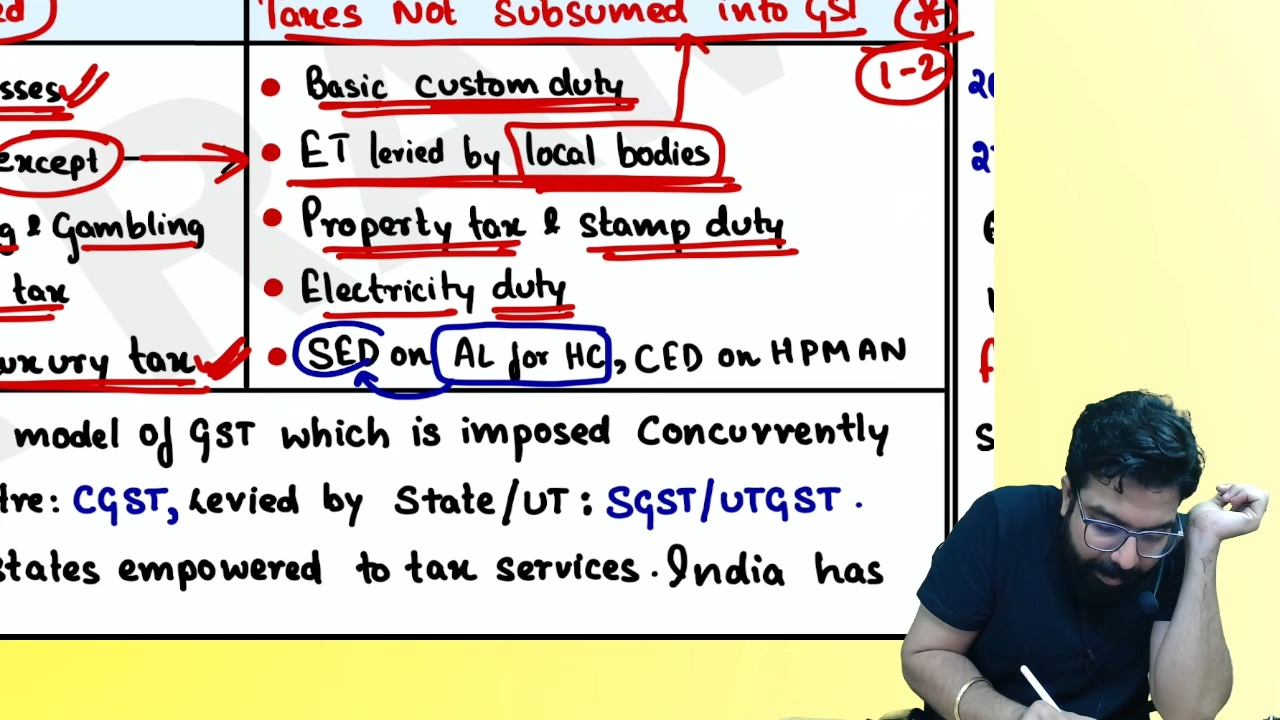 ed Taxes Not Subsumed into GST *
1-2
sses • Basic custom duty
except • ET levied by local bodies
g & Gambling • Property tax & stamp duty
tax • Electricity duty
uxury tax • SED on AL for HC, CED on HPMAN
model of GST which is imposed Concurrently
tre: CGST, Levied by State/UT: SGST/UTGST.
states empowered to tax services. India has